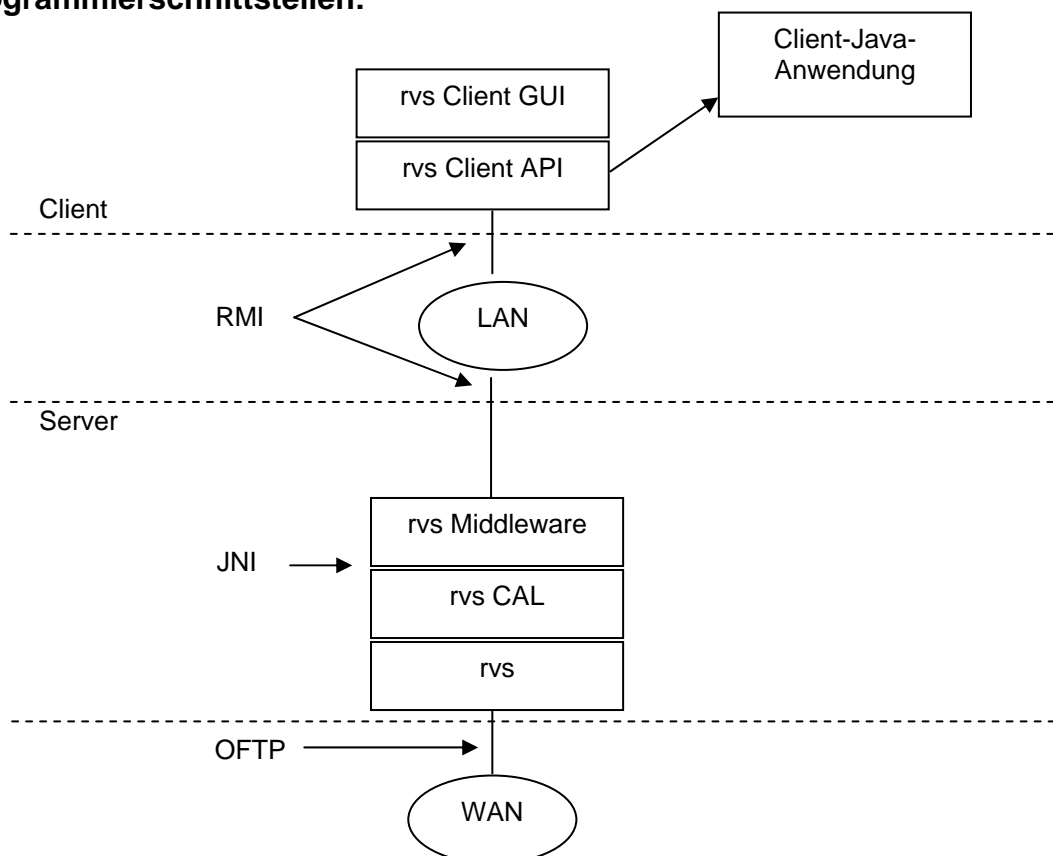 ogrammierschnittstellen:
Client-Java-
Anwendung
rvs Client GUI
rvs Client API
Client
RMI
LAN
Server
rvs Middleware
JNI
rvs CAL
rvs
OFTP
WAN